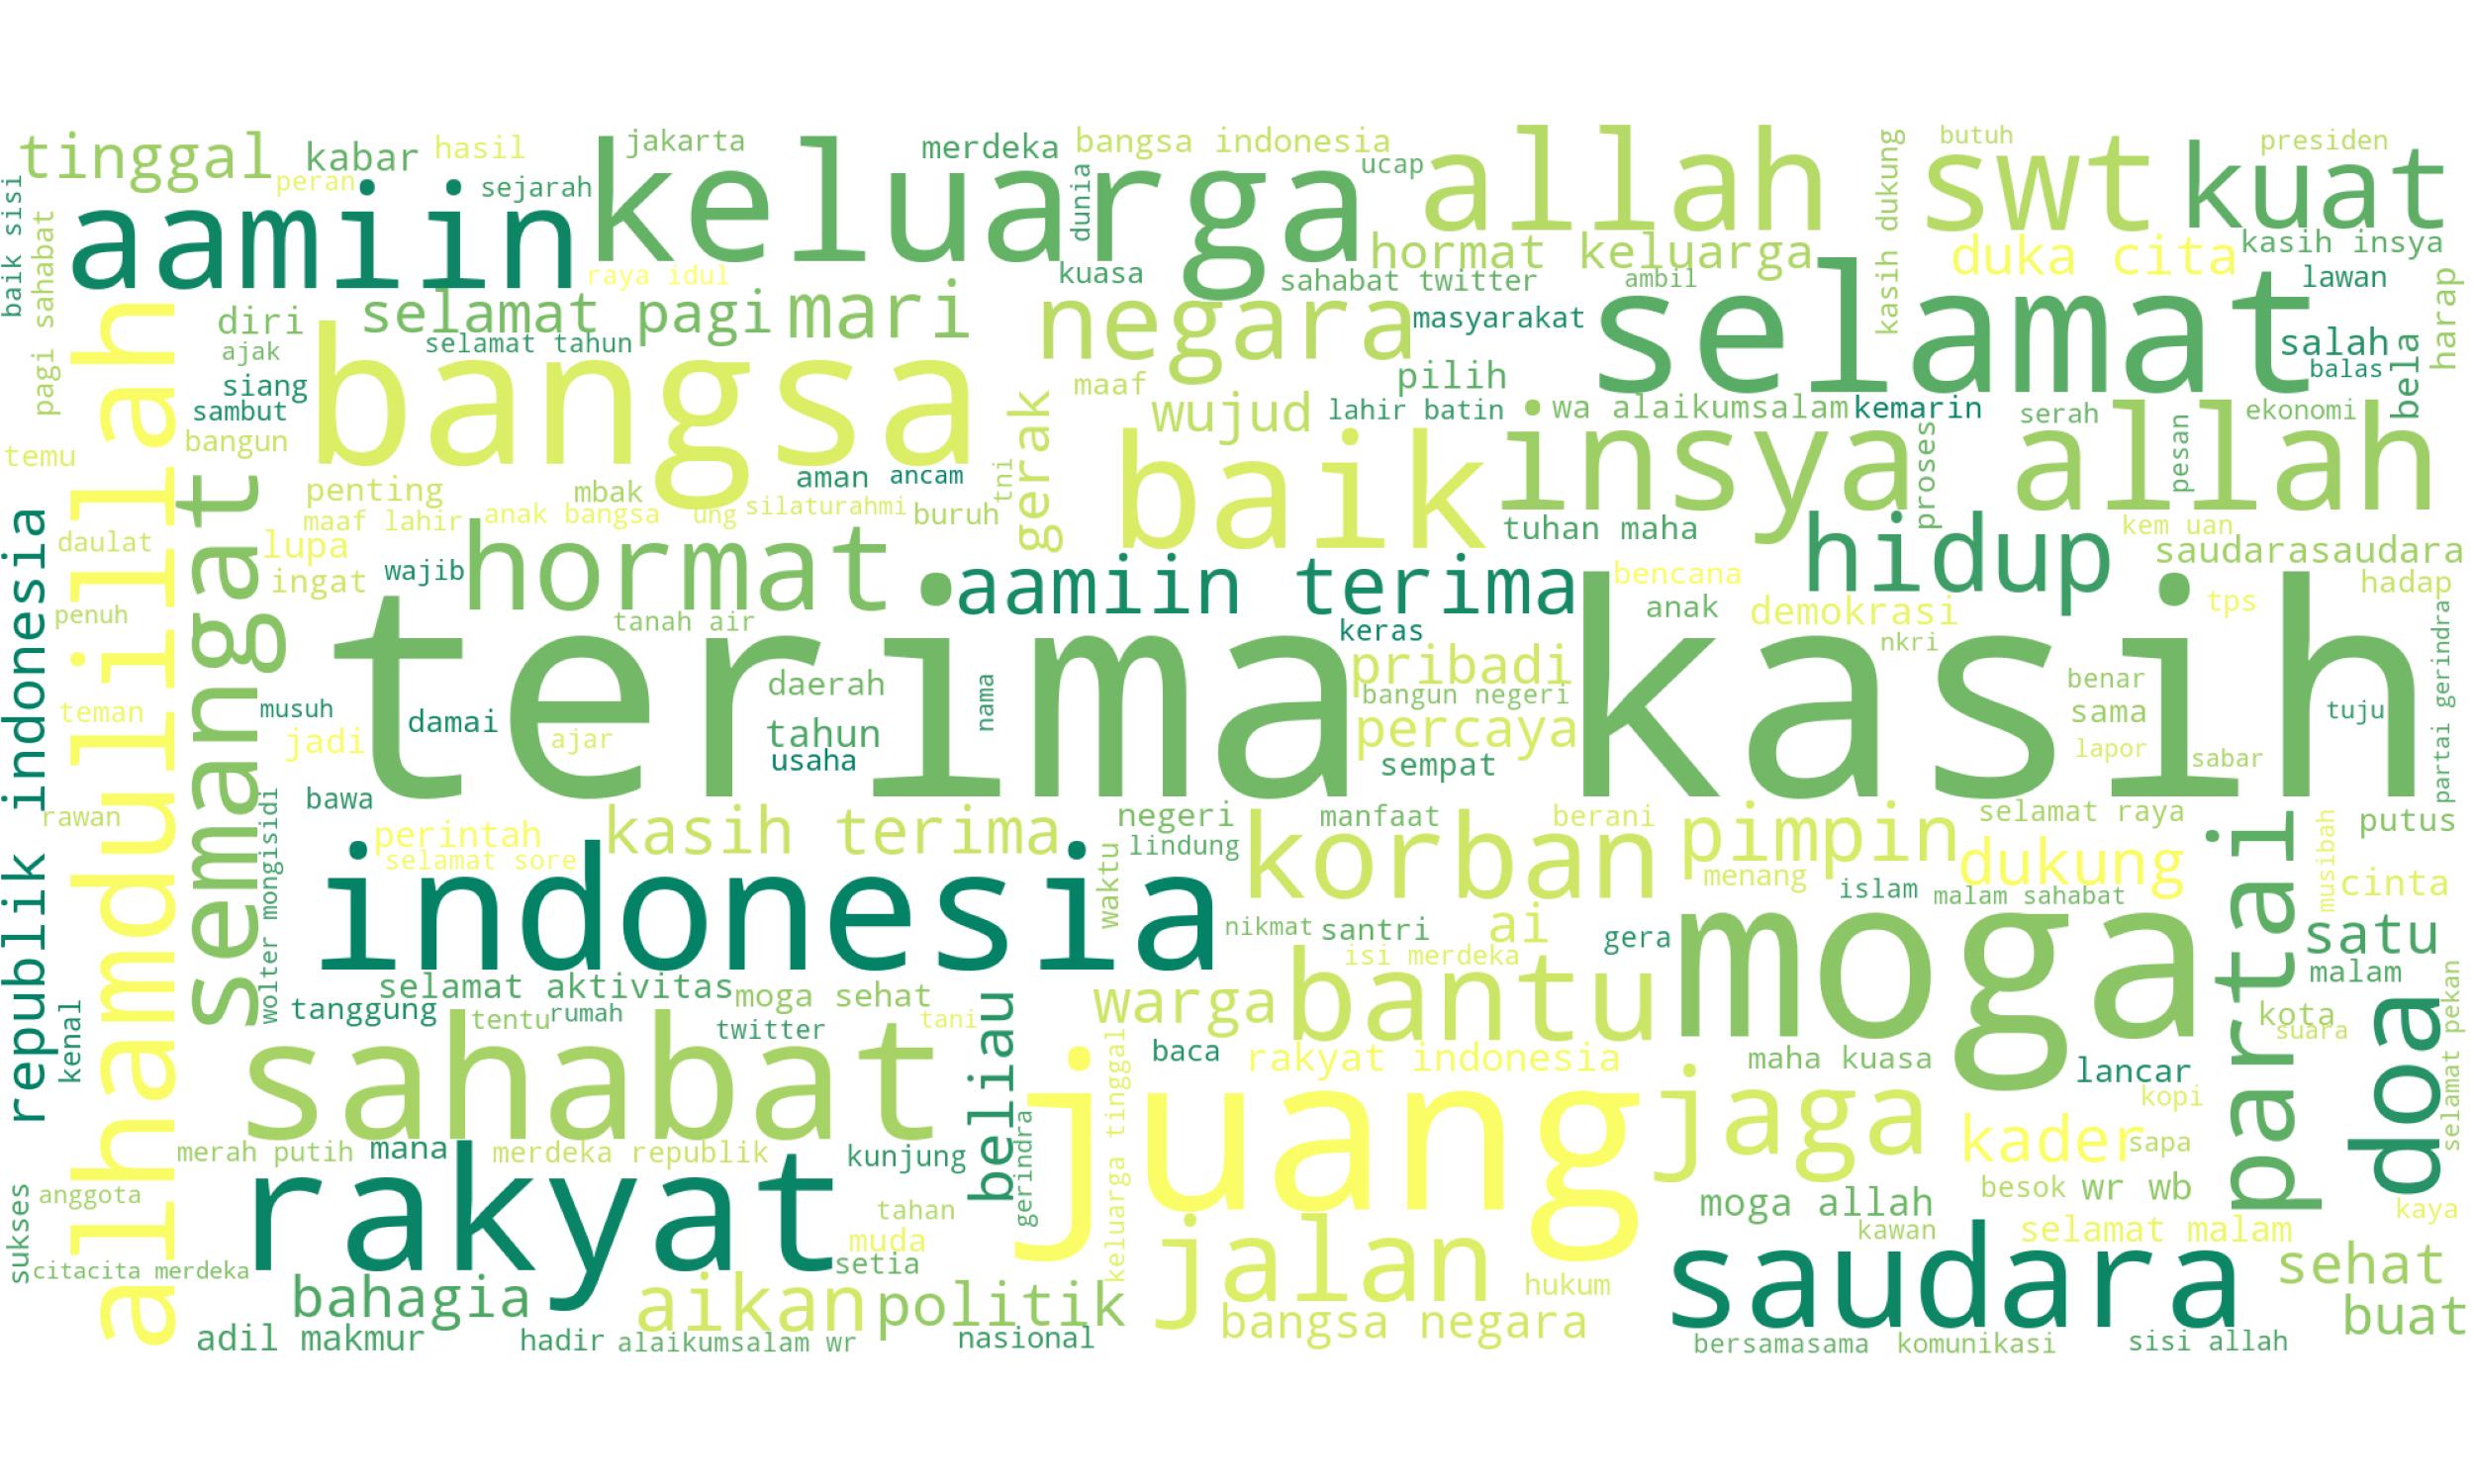 tinggal
kabar
hasil
jakarta
merdeka
bangsa indonesia
allah
swt
butuh
presiden
peran
aamiin
sejarah
keluarga
dunia
ucap
kasih dukung
kuat
baik sisi
pagi sahabat
raya idul
kuasa
hormat keluarga
duka cita
kasih insya
sahabat twitter
ambil
lawan
harap
diri
selamat pagi
mari
negara
masyarakat
selamat
salah
ajak
selamat tahun
balas
bela
siang
bangsa
maaf
pilih
sambut
wujud
lahir batin
wa alaikumsalam
kemarin
serah
ekonomi
bangun
gerak
baik
insya allah
proses
pesan
temu
alhamdulillah
semangat
aman
ancam
tni
penting
mbak
maaf lahir
anak bangsa
ung
silaturahmi
buruh
tuhan maha
hidup
kem uan
republik indonesia
daulat
lupa
hormat
saudarasaudara
ingat
wajib
aamiin terima
bencana
hadap
penuh
tanah air
keras
anak
demokrasi
tps
nkri
partai gerindra
terima kasih
pribadi
daerah
bangun negeri
benar
teman
musuh
damai
nama
sama
tuju
jadi
ajar
tahun
percaya
usaha
sempat
lapor
sabar
bawa
rawan
wolter mongisidi
perintah
kasih terima
negeri
manfaat
berani
pimpin
selamat raya
putus
selamat sore
waktu
lindung
korban
dukung
partai
musibah
indonesia
menang
islam
malam sahabat
cinta
nikmat
santri
ai
gera
moga
satu
isi merdeka
selamat aktivitas
moga sehat
beliau
warga
bantu
malam
selamat pekan
kenal
tanggung
tentu
rumah
twitter
tani
kota
suara
sahabat
keluarga tinggal
baca
rakyat indonesia
maha kuasa
lancar
doa
juang
jaga
kopi
merah putih
mana
merdeka republik
kunjung
gerindra
kader
sapa
sukses
anggota
rakyat
tahan
moga allah
besok
wr wb
kaya
muda
jalan
kawan
selamat malam
citacita merdeka
setia
saudara
sehat
bahagia
aikan
politik
hukum
bangsa negara
buat
adil makmur
hadir
alaikumsalam wr
nasional
bersamasama
komunikasi
sisi allah